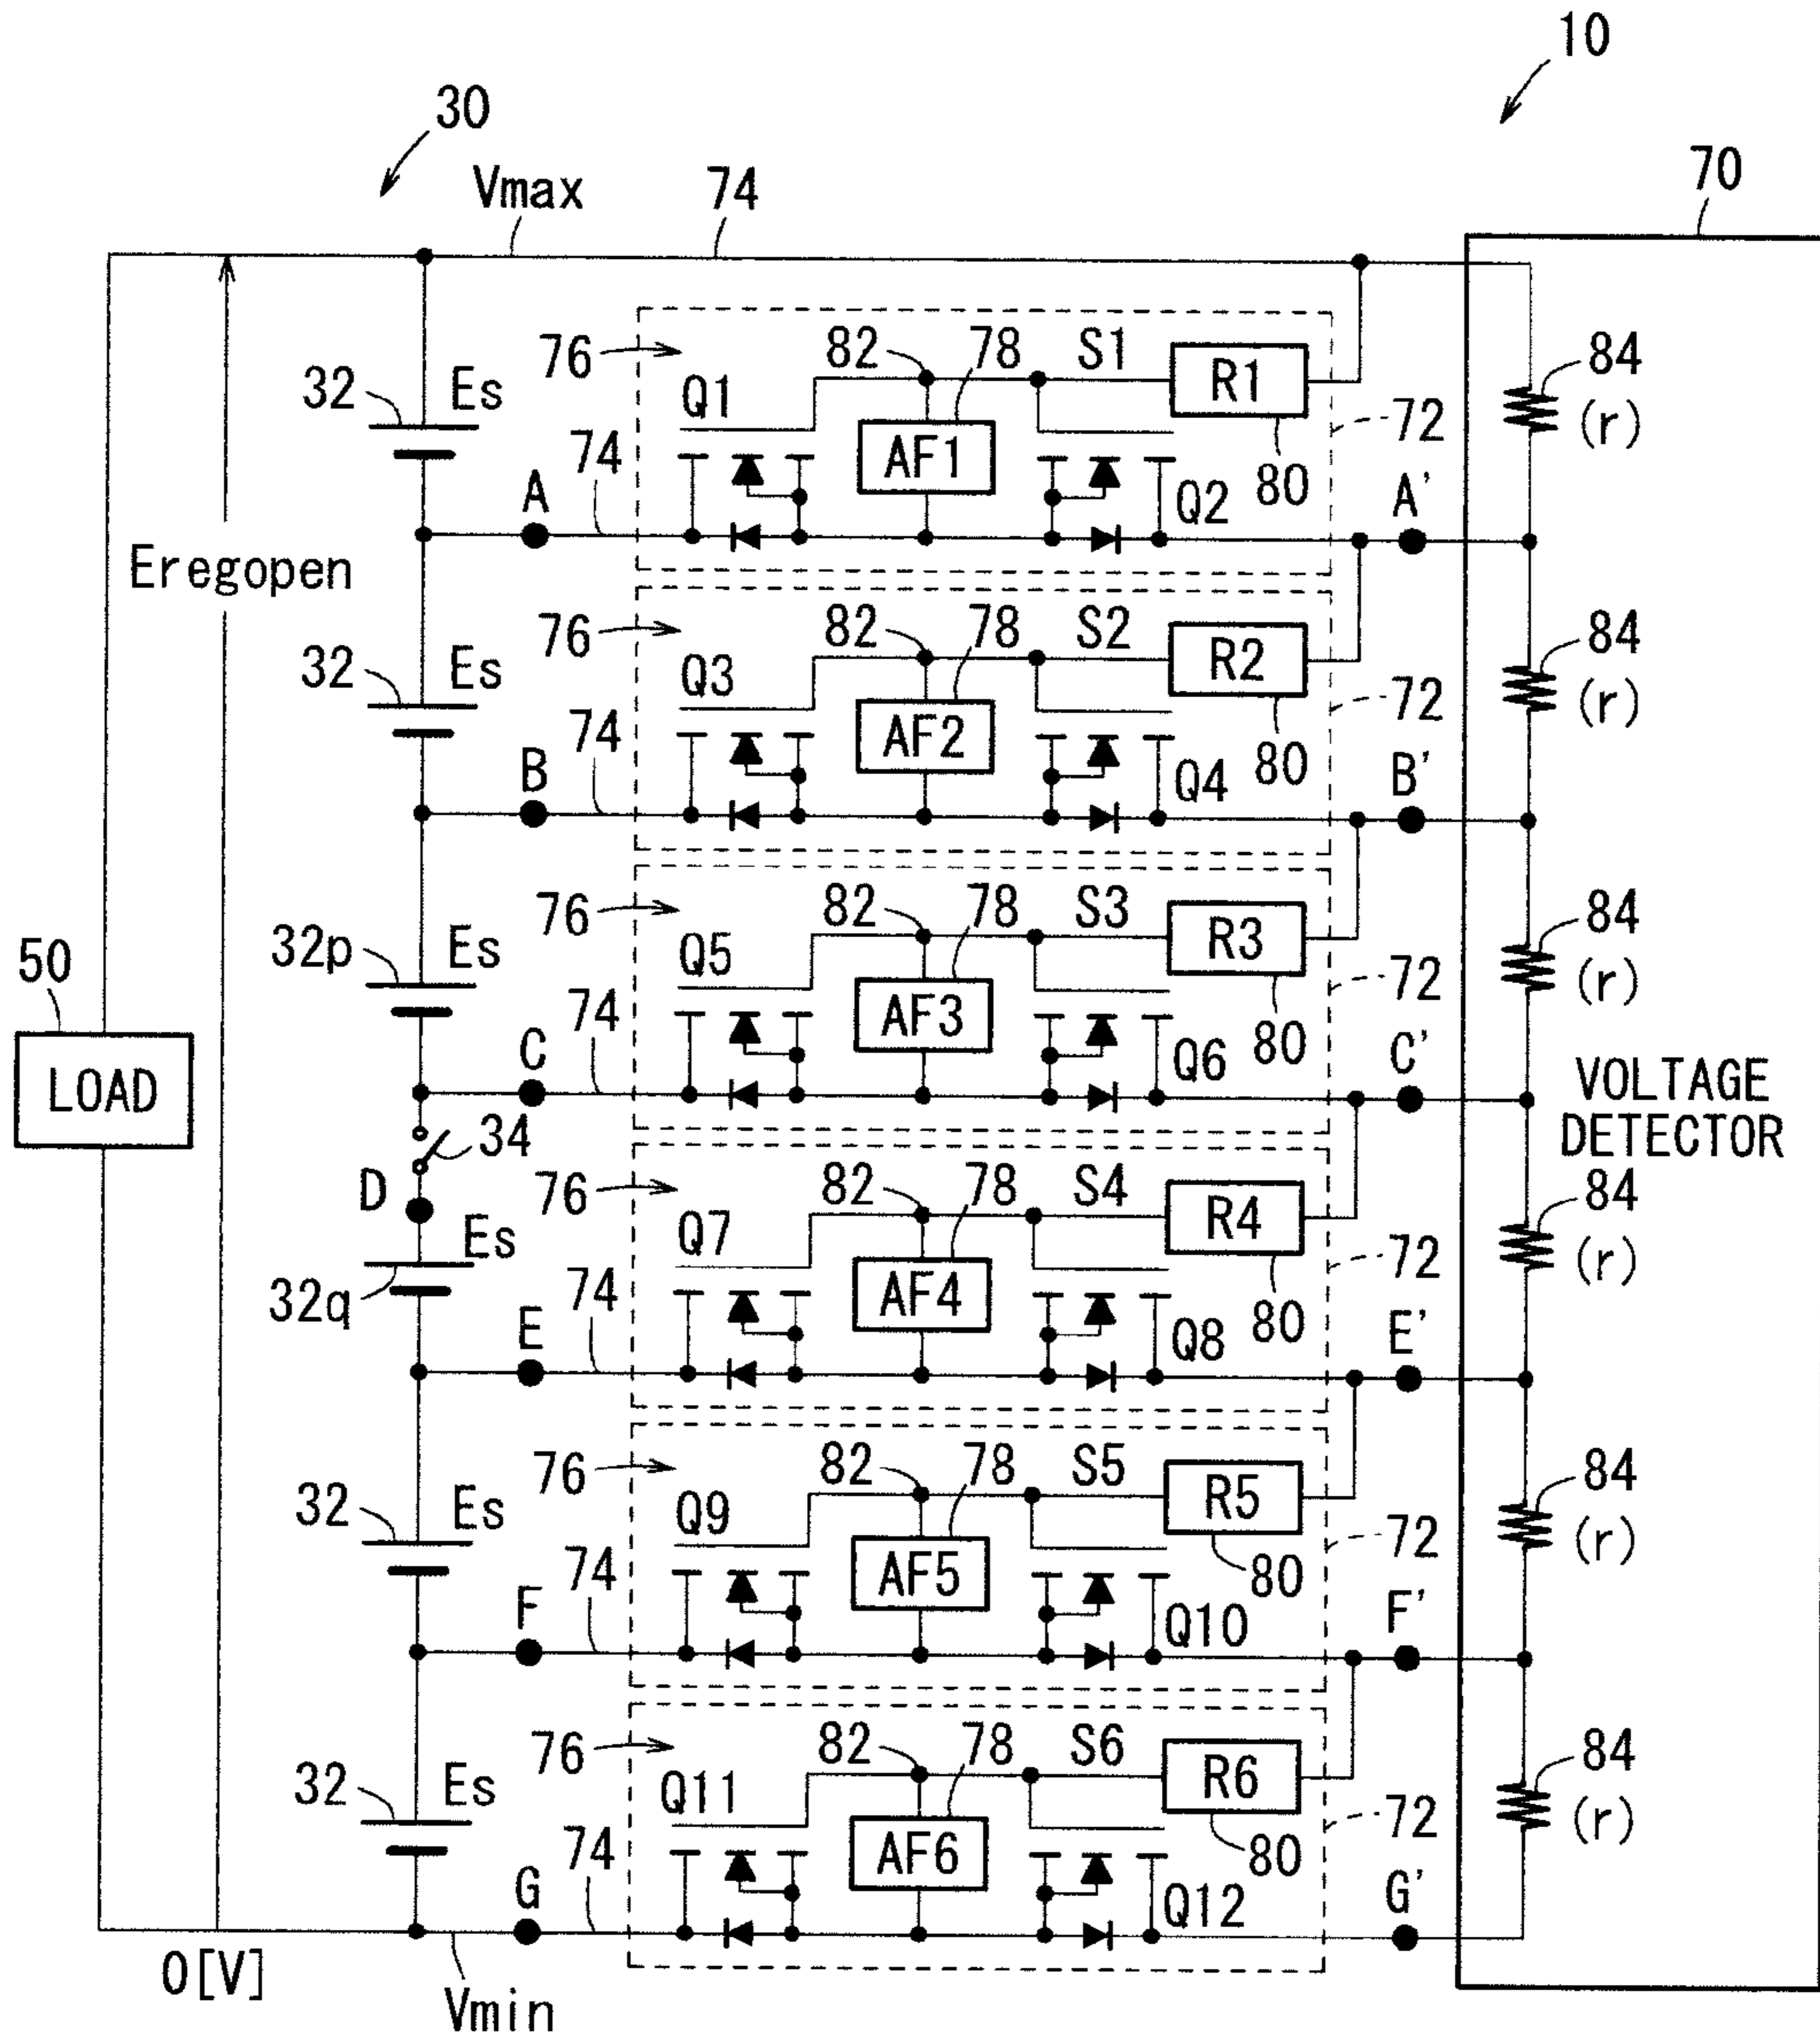 10
30
Vmax
74
70
76
82
78
S1
R1
84
(r)
32
Es
Q1
AF1
72
74
A
80
Q2
A'
Eregopen
76
82
78
S2
R2
84
(r)
32
Es
Q3
AF2
72
74
B
80
Q4
B'
76
82
78
S3
R3
84
(r)
32p
Es
Q5
AF3
72
50
74
C
80
Q6
C'
LOAD
34
VOLTAGE
DETECTOR
D
76
82
78
S4
R4
84
(r)
32q
Es
Q7
AF4
72
74
E
80
Q8
E'
76
82
78
S5
R5
84
(r)
32
Es
Q9
AF5
72
74
F
80
Q10
F'
76
82
78
S6
R6
84
(r)
32
Es
Q11
AF6
72
74
G
80
Q12
G'
0[V]
Vmin